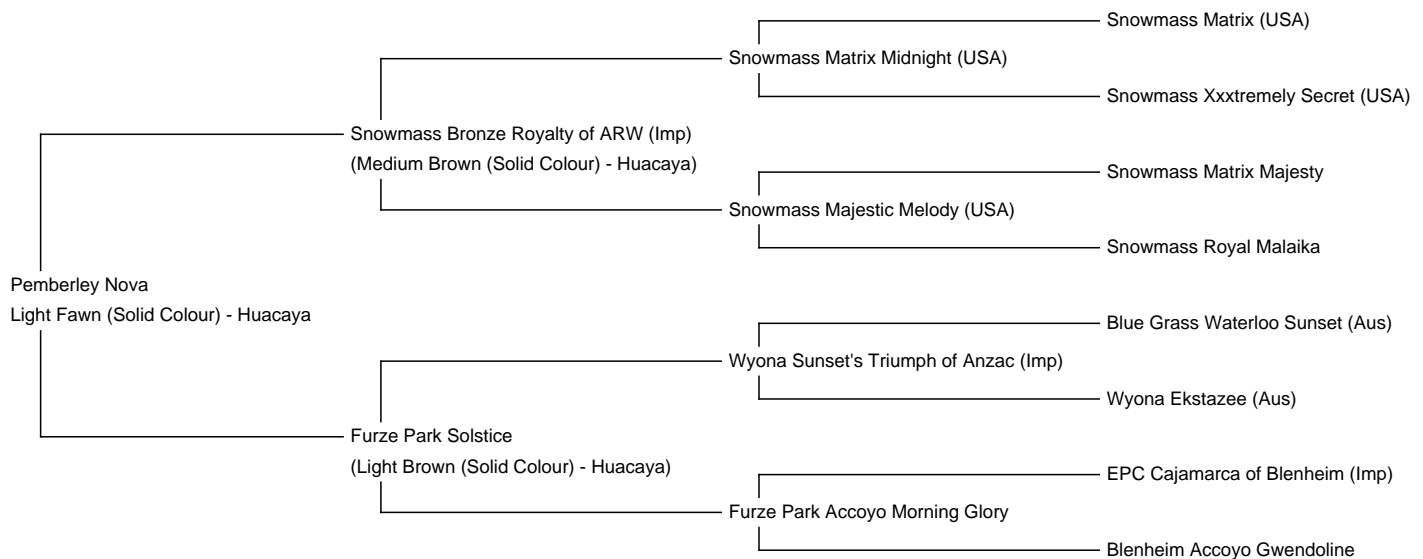 Snowmass Matrix (USA)
Snowmass Matrix Midnight (USA)
Snowmass Xxxtremely Secret (USA)
Snowmass Bronze Royalty of ARW (Imp)
(Medium Brown (Solid Colour) - Huacaya)
Snowmass Matrix Majesty
Snowmass Majestic Melody (USA)
Snowmass Royal Malaika
Pemberley Nova
Light Fawn (Solid Colour) - Huacaya
Blue Grass Waterloo Sunset (Aus)
Wyona Sunset's Triumph of Anzac (Imp)
Wyona Ekstazee (Aus)
Furze Park Solstice
(Light Brown (Solid Colour) - Huacaya)
EPC Cajamarca of Blenheim (Imp)
Furze Park Accoyo Morning Glory
Blenheim Accoyo Gwendoline